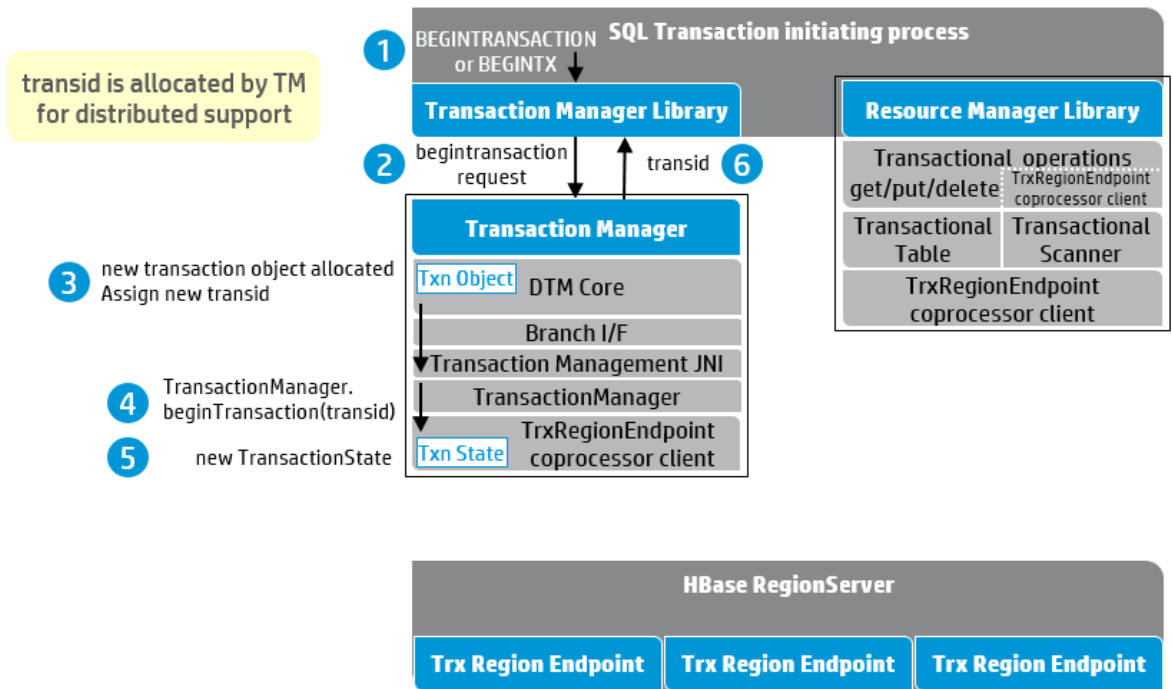 SQL Transaction initiating process
1
BEGINTRANSACTION
or BEGINTX
transid is allocated by TM
for distributed support
Transaction Manager Library
Resource Manager Library
2
begintransaction
request
transid
6
Transactional operations
get/put/delete
TrxRegionEndpoint
coprocessor client
Transactional
Table
Transactional
Scanner
TrxRegionEndpoint
coprocessor client
Transaction Manager
3
new transaction object allocated
Assign new transid
Txn Object
DTM Core
Branch I/F
Transaction Management JNI
4
TransactionManager.
beginTransaction(transid)
TransactionManager
5
new TransactionState
Txn State
TrxRegionEndpoint
coprocessor client
HBase RegionServer
Trx Region Endpoint
Trx Region Endpoint
Trx Region Endpoint